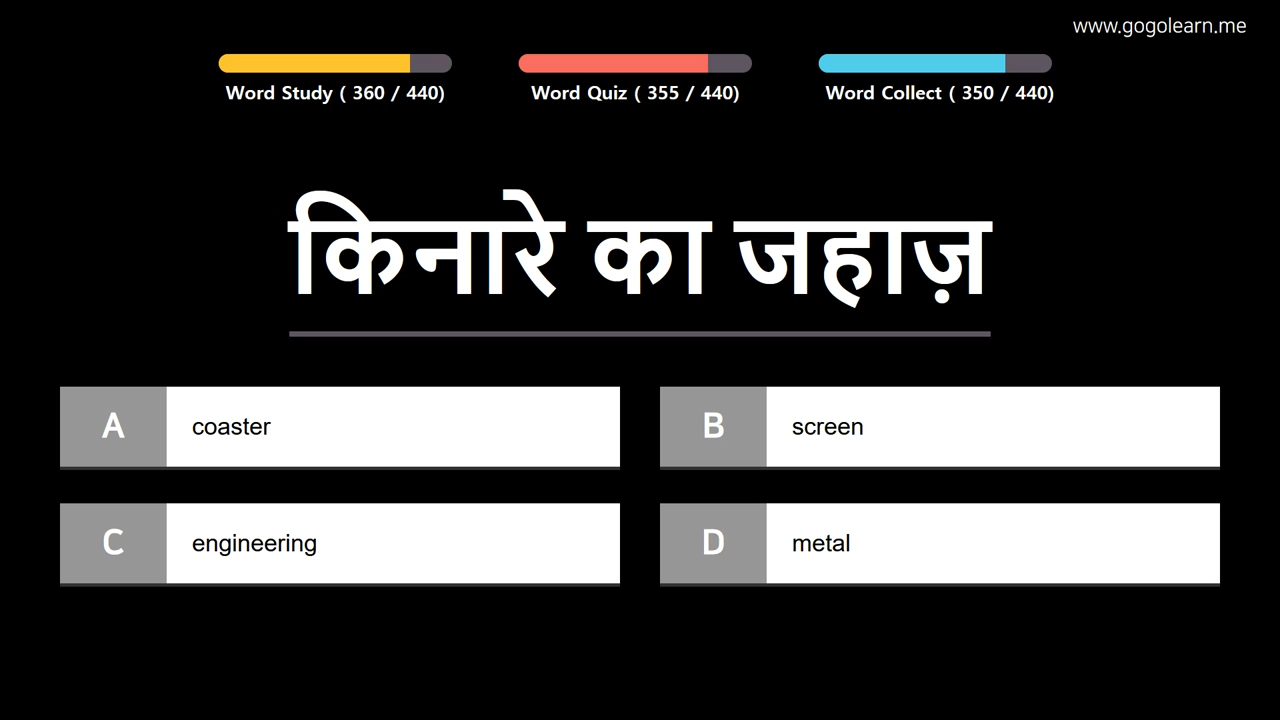 www.gogolearn.me
Word Study ( 360 / 440)
Word Quiz ( 355 / 440)
Word Collect ( 350 / 440)
किनारे का जहाज़
A coaster
B screen
C engineering
D metal